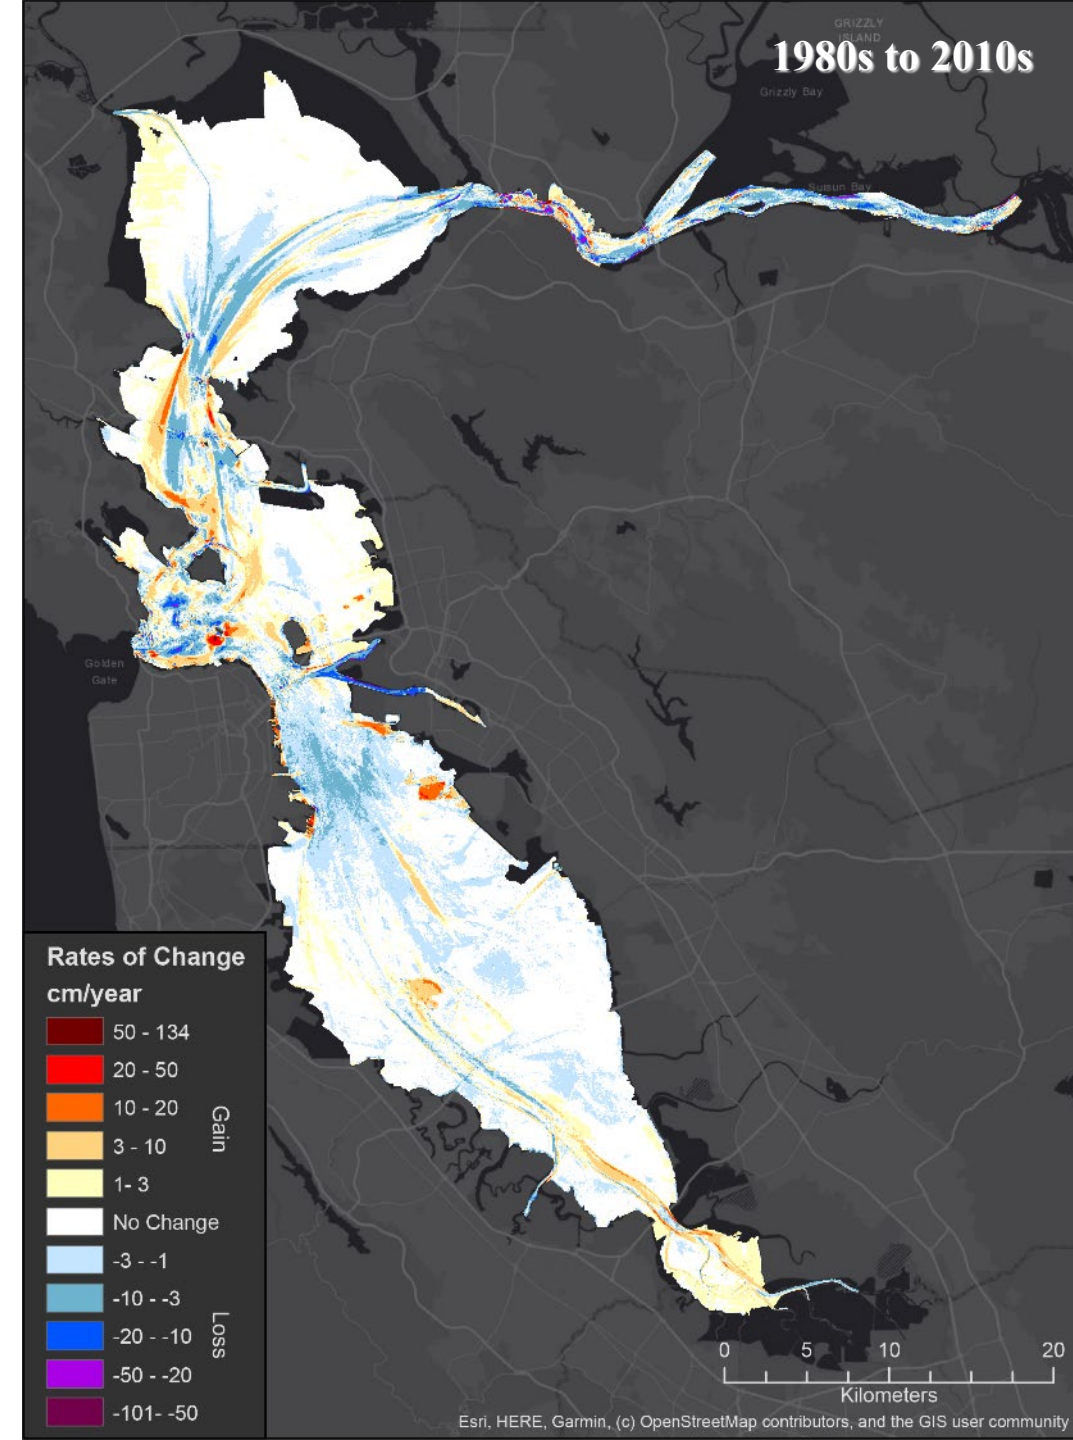 GRIZZLY
ISLAND
1980s to 2010s
Grizzly Bay
Suisun Bay
Golden
Gate
Rates of Change
cm/year
50 - 134
20 - 50
10 - 20
3 - 10
1- 3
Gain
No Change
-3 - -1
-10 - -3
-20 - -10
-50 - -20
-101- -50
Loss
0 5 10 20
Kilometers
Esri, HERE, Garmin, (c) OpenStreetMap contributors, and the GIS user community